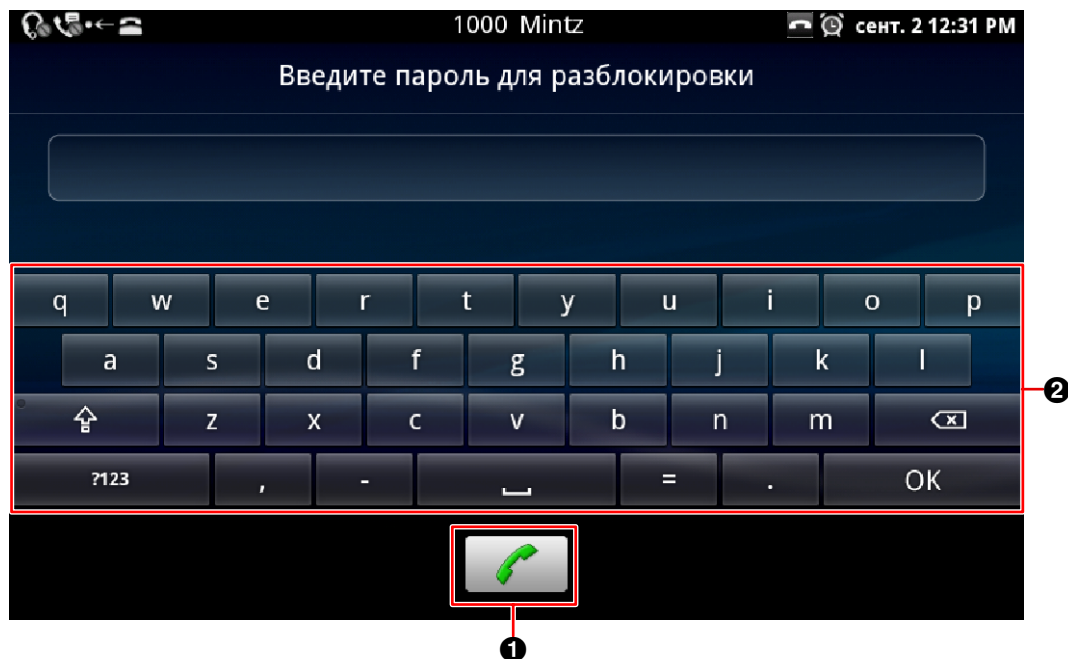 1000 Mintz сент. 2 12:31 PM
Введите пароль для разблокировки
q w e r t y u i o p
a s d f g h j k l
z x c v b n m
?123 , - = . OK
2
1